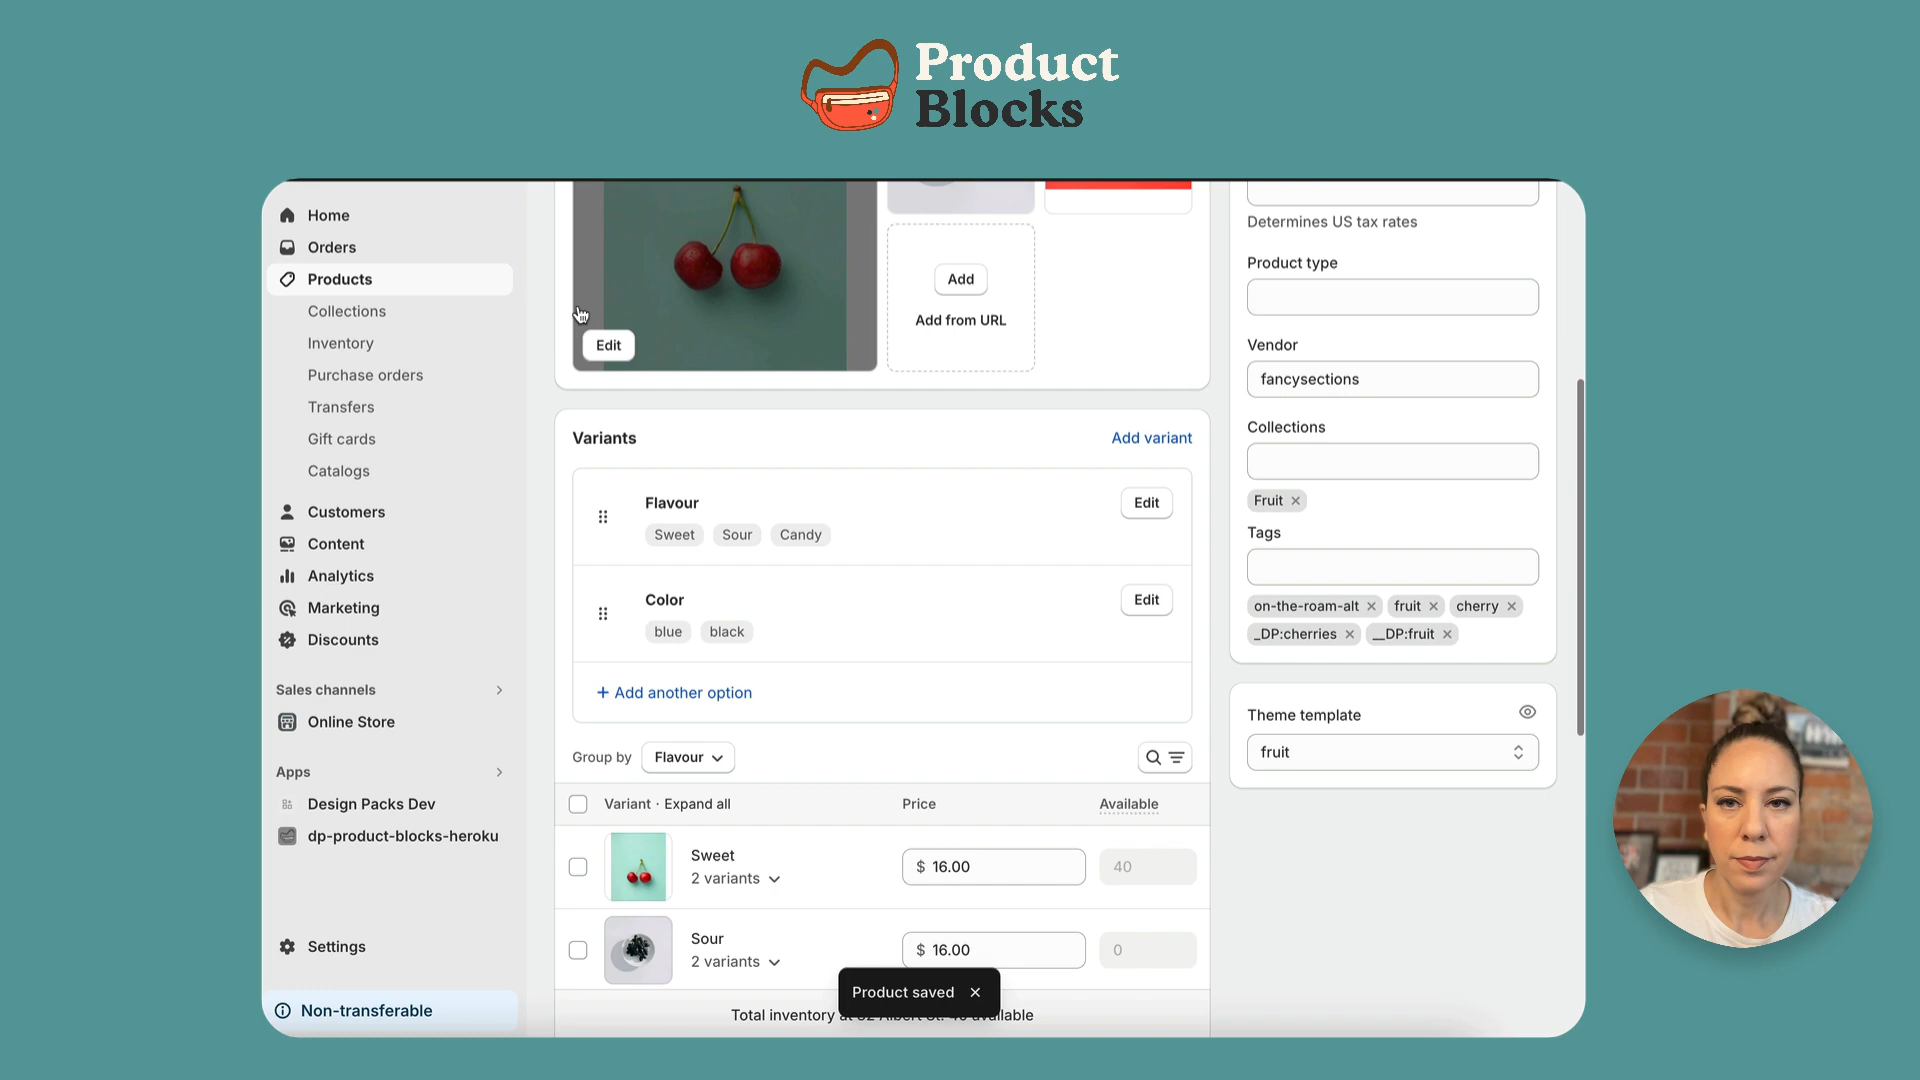 Product
Blocks
Home
Orders
Products
Collections
Inventory
Purchase orders
Transfers
Gift cards
Catalogs
Customers
Content
Analytics
Marketing
Discounts
Sales channels
Online Store
Apps
Design Packs Dev
dp-product-blocks-heroku
Settings
Non-transferable
Edit
Add
Add from URL
Variants
Add variant
Flavour
Edit
Sweet Sour Candy
Color
Edit
blue black
+ Add another option
Group by Flavour
Variant · Expand all Price Available
Sweet
2 variants
$ 16.00
40
Sour
2 variants
$ 16.00
0
Product saved
Total inventory at available
Determines US tax rates
Product type
Vendor
fancysections
Collections
Fruit
Tags
on-the-roam-alt fruit cherry
_DP:cherries __DP:fruit
Theme template
fruit